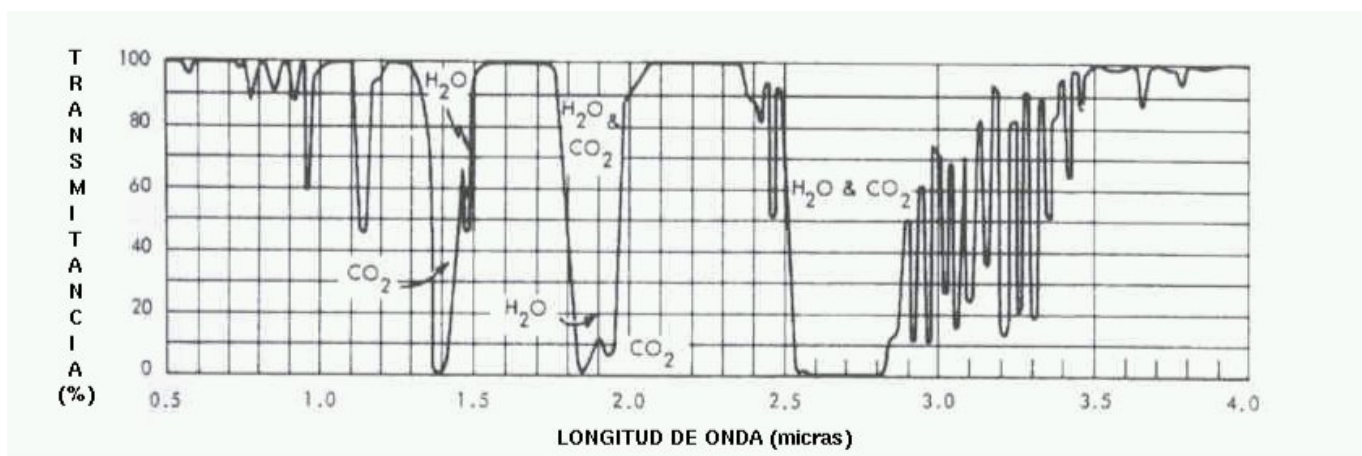 TRANSMITANCIA
(%)
100
80
60
40
20
0
H2O
H2O
&
CO2
H2O & CO2
CO2
H2O
CO2
0.5 1.0 1.5 2.0 2.5 3.0 3.5 4.0
LONGITUD DE ONDA (micras)